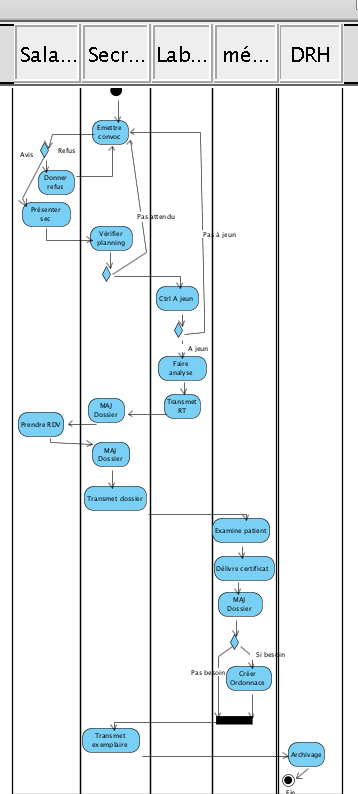 Sala... Secr... Lab... mé... DRH
Emettre
convoc
Avis
Refus
Donner
refus
Présenter
sec
Pas attendu
Vérifier
planning
Pas à jeun
Ctrl A jeun
A jeun
Faire
analyse
Transmet
RT
MAJ
Dossier
Prendre RDV
MAJ
Dossier
Transmet dossier
Examine patient
Délivre certificat
MAJ
Dossier
Si besoin
Pas besoin
Créer
Ordonnace
Transmet
exemplaire
Archivage
Fin